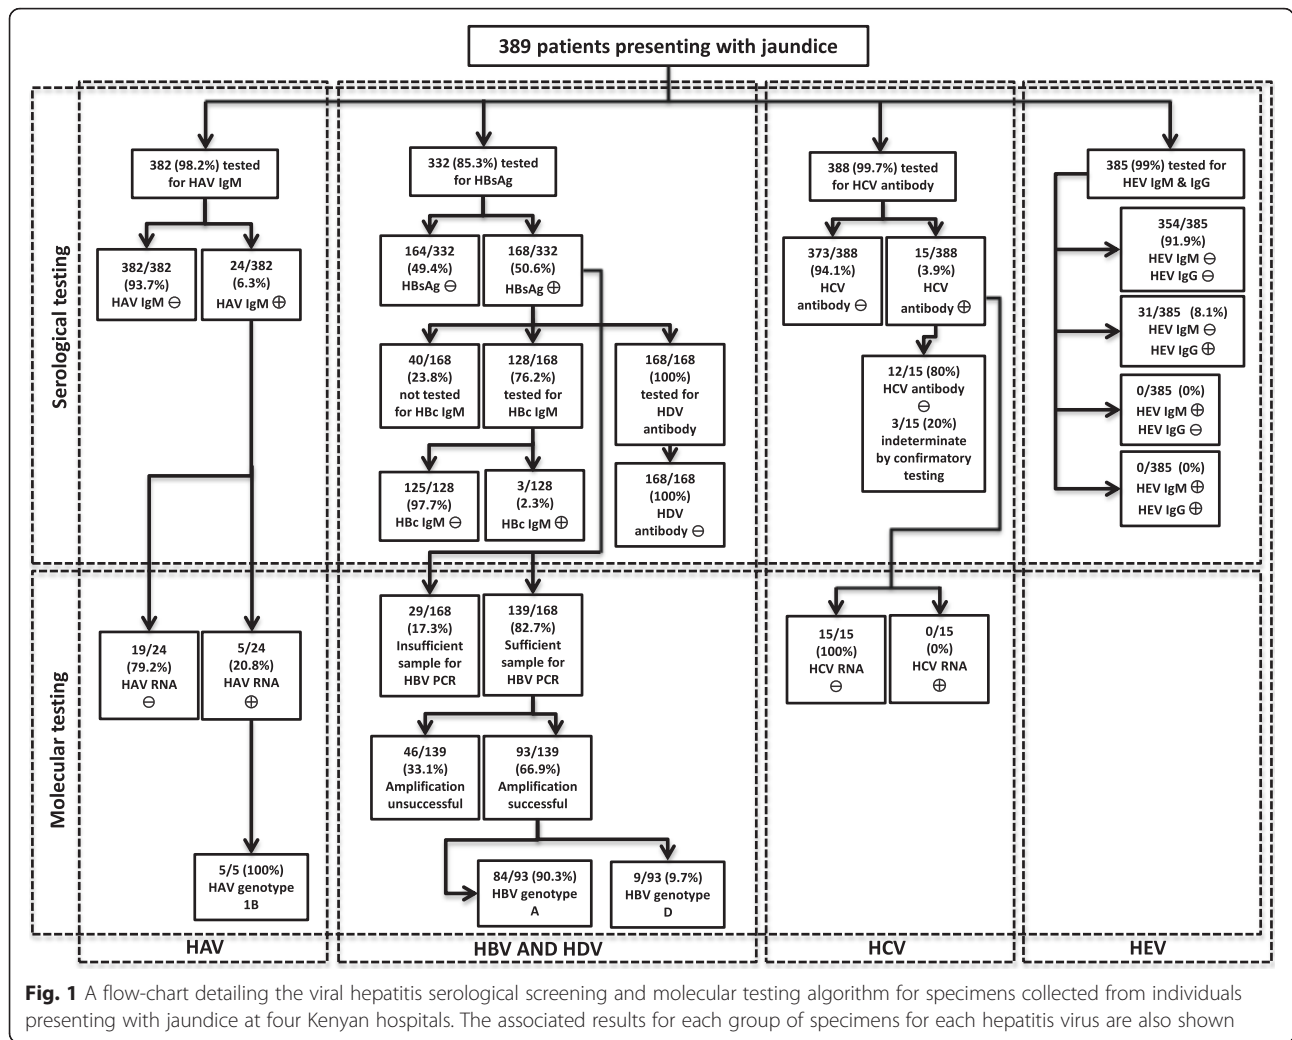 389 patients presenting with jaundice
Serological testing
382 (98.2%) tested
for HAV IgM
382/382
(93.7%)
HAV IgM ⊖
24/382
(6.3%)
HAV IgM ⊕
332 (85.3%) tested
for HBsAg
164/332
(49.4%)
HBsAg ⊖
168/332
(50.6%)
HBsAg ⊕
40/168
(23.8%)
not tested
for HBc IgM
128/168
(76.2%)
tested for
HBc IgM
168/168
(100%)
tested for
HDV
antibody
125/128
(97.7%)
HBc IgM ⊖
3/128
(2.3%)
HBc IgM ⊕
168/168
(100%)
HDV
antibody ⊖
388 (99.7%) tested
for HCV antibody
373/388
(94.1%)
HCV
antibody ⊖
15/388
(3.9%)
HCV
antibody ⊕
12/15 (80%)
HCV antibody
⊖
3/15 (20%)
indeterminate
by confirmatory
testing
385 (99%) tested for
HEV IgM & IgG
354/385
(91.9%)
HEV IgM ⊖
HEV IgG ⊖
31/385 (8.1%)
HEV IgM ⊖
HEV IgG ⊕
0/385 (0%)
HEV IgM ⊕
HEV IgG ⊖
0/385 (0%)
HEV IgM ⊕
HEV IgG ⊕
Molecular testing
19/24
(79.2%)
HAV RNA
⊖
5/24
(20.8%)
HAV RNA
⊕
5/5 (100%)
HAV genotype
1B
29/168
(17.3%)
Insufficient
sample for
HBV PCR
139/168
(82.7%)
Sufficient
sample for
HBV PCR
46/139
(33.1%)
Amplification
unsuccessful
93/139
(66.9%)
Amplification
successful
84/93 (90.3%)
HBV genotype
A
9/93 (9.7%)
HBV genotype
D
15/15
(100%)
HCV RNA
⊖
0/15
(0%)
HCV RNA
⊕
HAV
HBV AND HDV
HCV
HEV
Fig. 1 A flow-chart detailing the viral hepatitis serological screening and molecular testing algorithm for specimens collected from individuals
presenting with jaundice at four Kenyan hospitals. The associated results for each group of specimens for each hepatitis virus are also shown